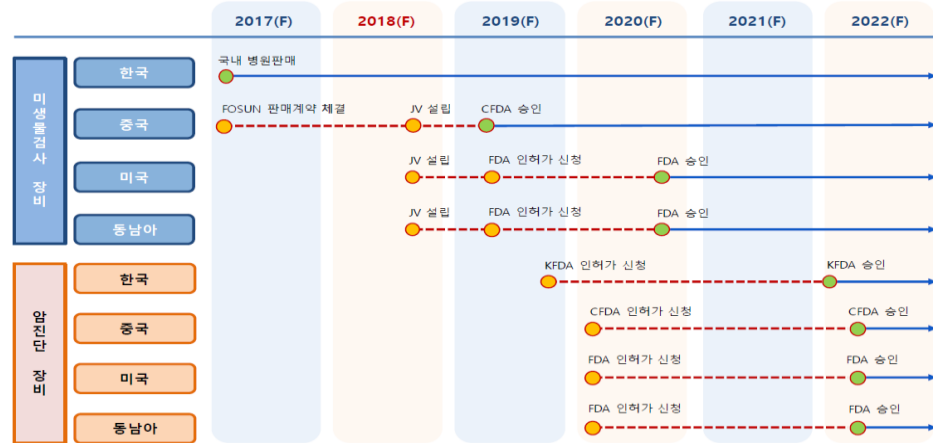 2017(F) 2018(F) 2019(F) 2020(F) 2021(F) 2022(F)
미생물검사 장비
한국
국내 병원판매
중국
FOSUN 판매계약 체결 JV 설립 CFDA 승인
미국
JV 설립 FDA 인허가 신청 FDA 승인
동남아
JV 설립 FDA 인허가 신청 FDA 승인
암진단 장비
한국
KFDA 인허가 신청 KFDA 승인
중국
CFDA 인허가 신청 CFDA 승인
미국
FDA 인허가 신청 FDA 승인
동남아
FDA 인허가 신청 FDA 승인